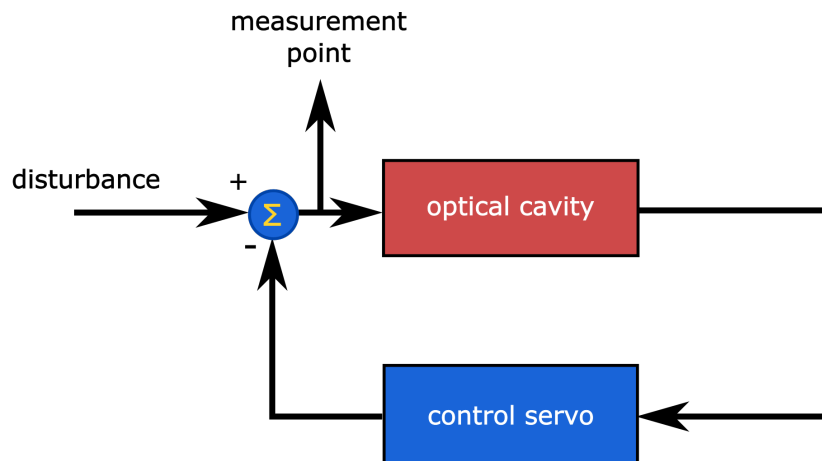 measurement
point
disturbance
+
Σ
-
optical cavity
control servo